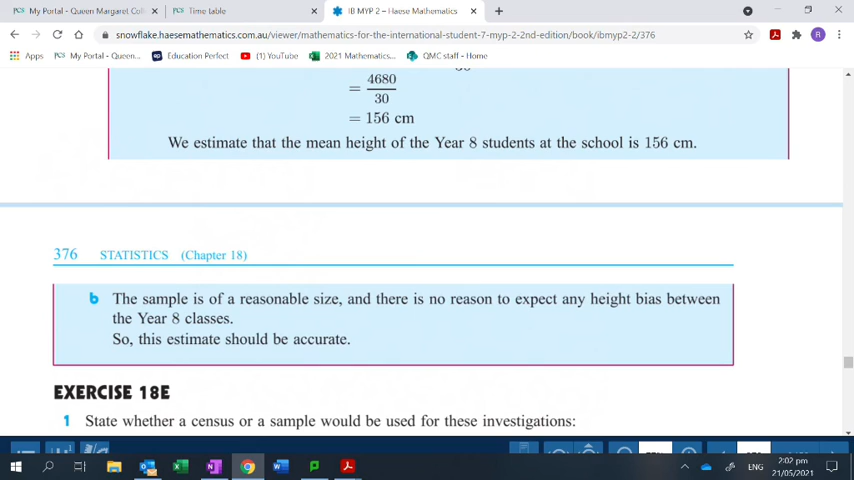 My Portal - Queen Margaret Coll
Time table
IB MYP 2 – Haese Mathematics
snowflake.haesemathematics.com.au/viewer/mathematics-for-the-international-student-7-myp-2-2nd-edition/book/ibmyp2-2/376
R
Apps
My Portal - Queen...
Education Perfect
(1) YouTube
2021 Mathematics...
QMC staff - Home
= 4680
30
= 156 cm
We estimate that the mean height of the Year 8 students at the school is 156 cm.
376 STATISTICS (Chapter 18)
b The sample is of a reasonable size, and there is no reason to expect any height bias between
the Year 8 classes.
So, this estimate should be accurate.
EXERCISE 18E
1 State whether a census or a sample would be used for these investigations:
ENG
2:02 pm
21/05/2021